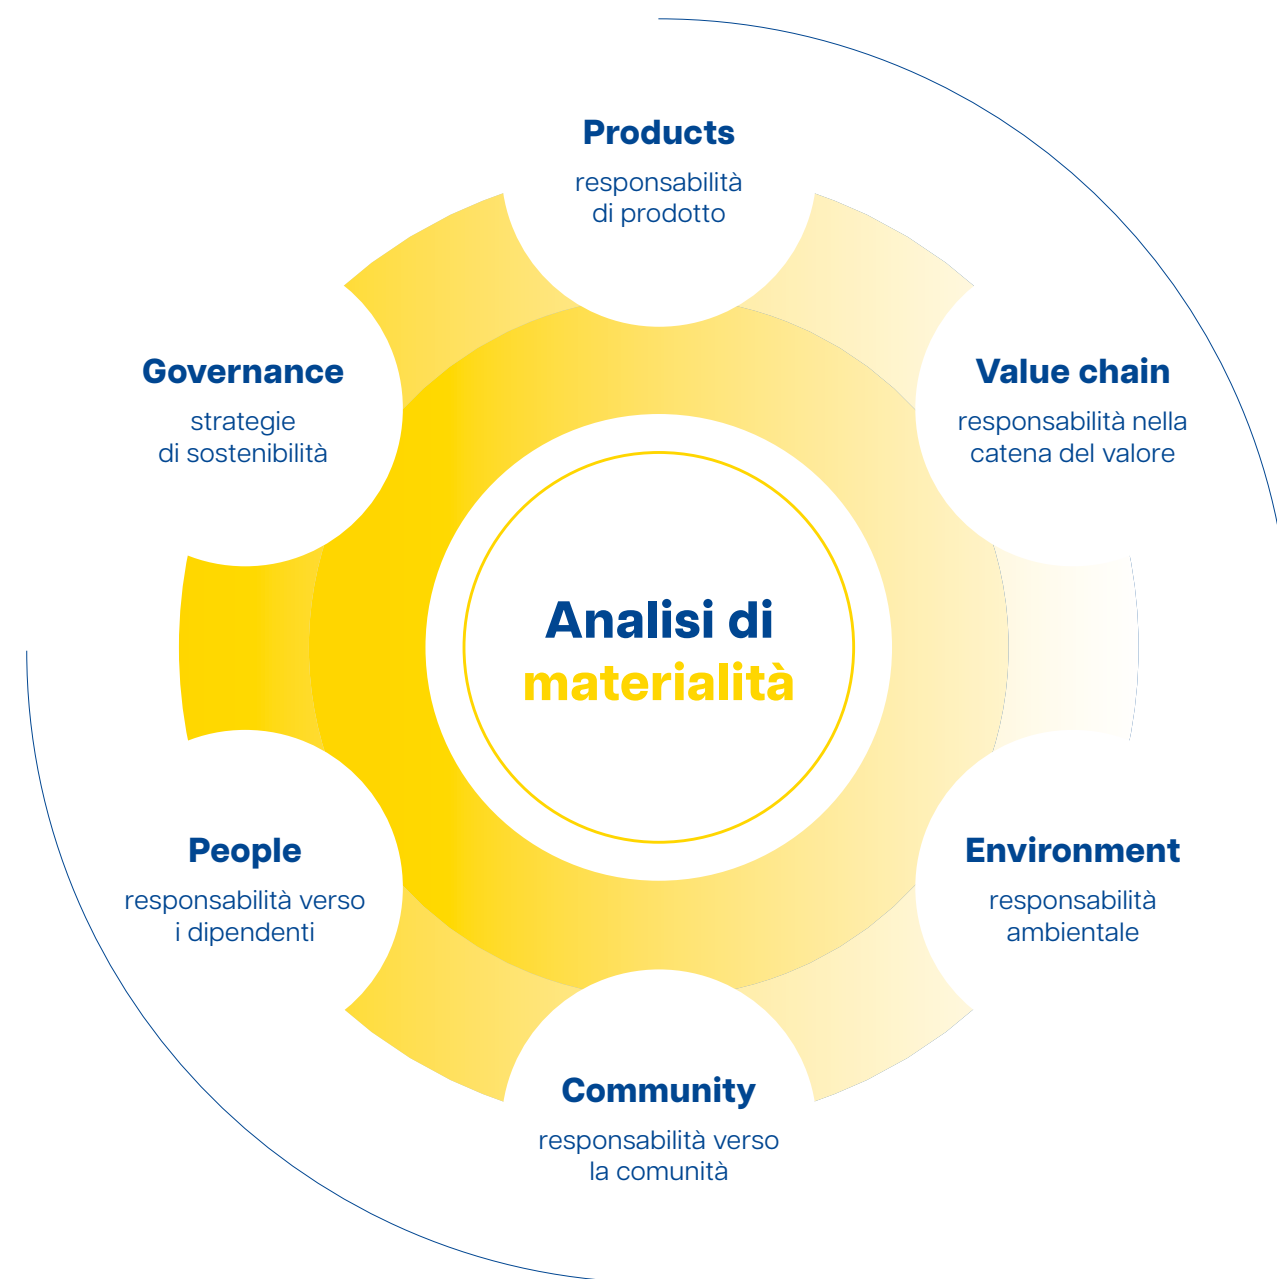 Products
responsabilità
di prodotto
Governance
strategie
di sostenibilità
Value chain
responsabilità nella
catena del valore
Analisi di
materialità
People
responsabilità verso
i dipendenti
Environment
responsabilità
ambientale
Community
responsabilità verso
la comunità